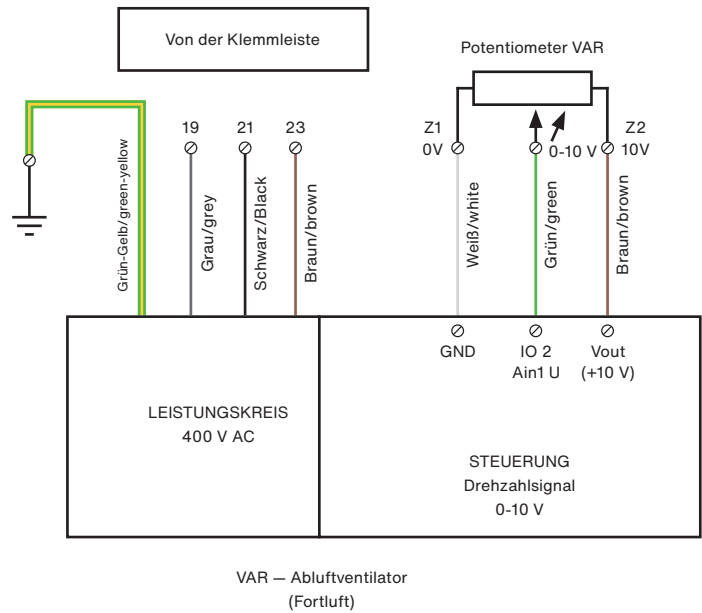 Von der Klemmleiste
Potentiometer VAR
19
21
23
Z1
0V
0-10 V
Z2
10V
Grün-Gelb/green-yellow
Grau/grey
Schwarz/Black
Braun/brown
Weiß/white
Grün/green
Braun/brown
GND
IO 2
Ain1 U
Vout
(+10 V)
LEISTUNGSKREIS
400 V AC
STEUERUNG
Drehzahlsignal
0-10 V
VAR — Abluftventilator
(Fortluft)